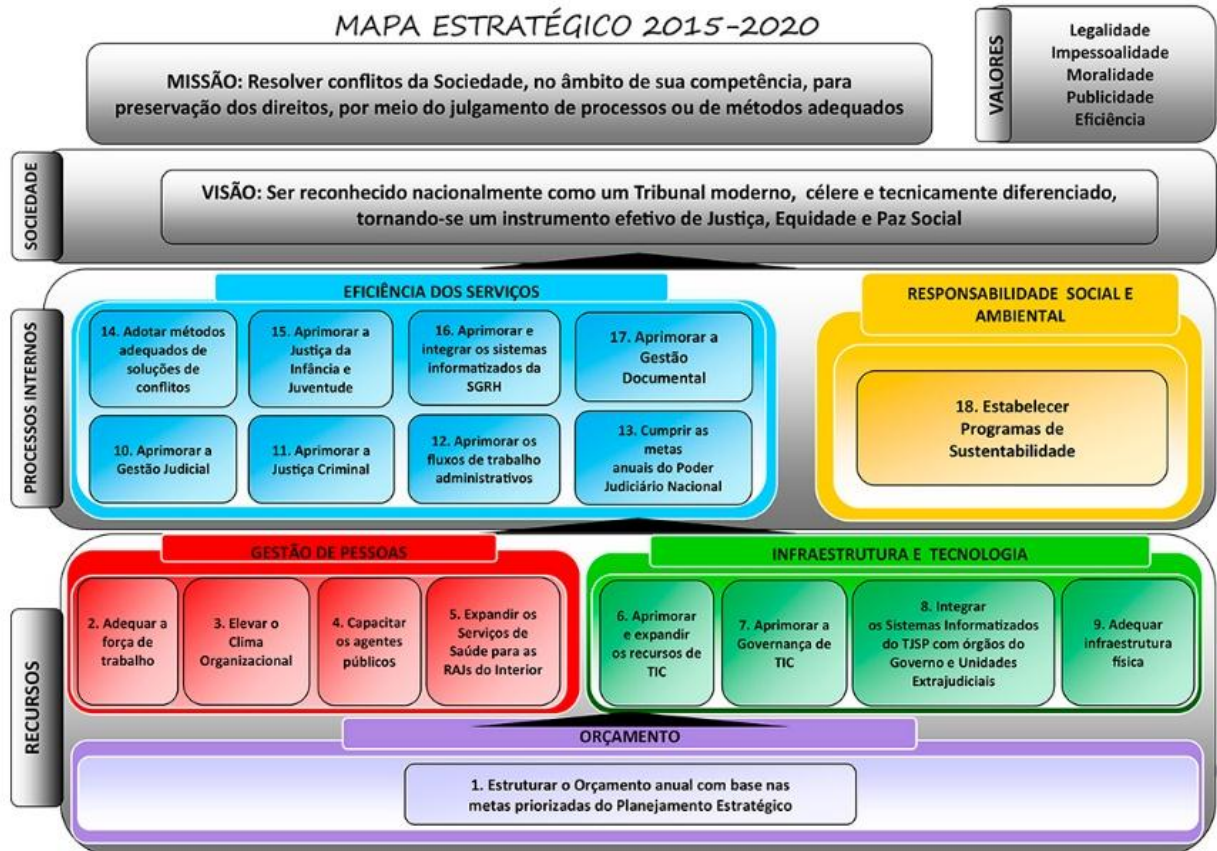 MAPA ESTRATÉGICO 2015-2020
MISSÃO: Resolver conflitos da Sociedade, no âmbito de sua competência, para
preservação dos direitos, por meio do julgamento de processos ou de métodos adequados
VALORES
Legalidade
Impessoalidade
Moralidade
Publicidade
Eficiência
SOCIEDADE
VISÃO: Ser reconhecido nacionalmente como um Tribunal moderno, célere e tecnicamente diferenciado,
tornando-se um instrumento efetivo de Justiça, Equidade e Paz Social
PROCESSOS INTERNOS
EFICIÊNCIA DOS SERVIÇOS
14. Adotar métodos
adequados de
soluções de
conflitos
15. Aprimorar a
Justiça da
Infância e
Juventude
16. Aprimorar e
integrar os sistemas
informatizados da
SGRH
17. Aprimorar a
Gestão
Documental
10. Aprimorar a
Gestão Judicial
11. Aprimorar a
Justiça Criminal
12. Aprimorar os
fluxos de trabalho
administrativos
13. Cumprir as
metas
anuais do Poder
Judiciário Nacional
RESPONSABILIDADE SOCIAL E
AMBIENTAL
18. Estabelecer
Programas de
Sustentabilidade
RECURSOS
GESTÃO DE PESSOAS
2. Adequar a
força de
trabalho
3. Elevar o
Clima
Organizacional
4. Capacitar
os agentes
públicos
5. Expandir os
Serviços de
Saúde para as
RAJs do Interior
INFRAESTRUTURA E TECNOLOGIA
6. Aprimorar
e expandir
os recursos de
TIC
7. Aprimorar a
Governança de
TIC
8. Integrar
os Sistemas Informatizados
do TJSP com órgãos do
Governo e Unidades
Extrajudiciais
9. Adequar
infraestrutura
física
ORÇAMENTO
1. Estruturar o Orçamento anual com base nas
metas priorizadas do Planejamento Estratégico